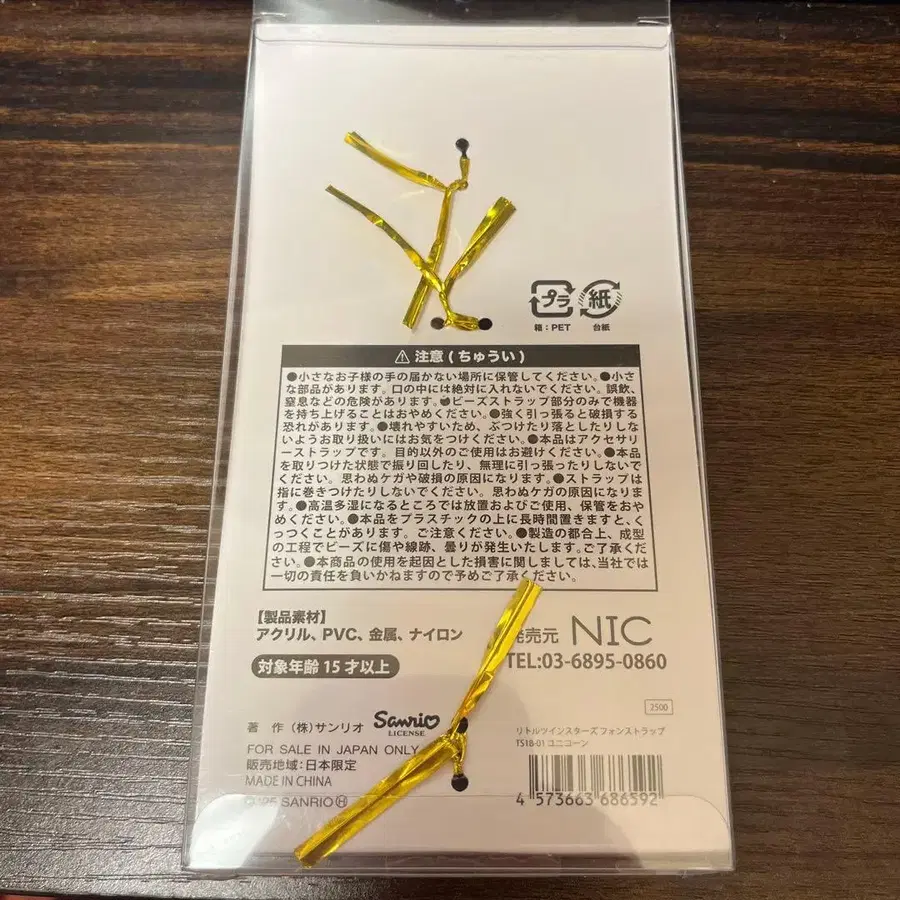 プラ
紙
箱：PET
台紙
⚠ 注意 ( ちゅうい )
●小さなお子様の手の届かない場所に保管してください。●小さ
な部品があります。口の中には絶対に入れないでください。誤飲、
窒息などの危険があります。●ビーズストラップ部分のみで機器
を持ち上げることはおやめください。●強く引っ張ると破損する
恐れがあります。●壊れやすいため、ぶつけたり落としたりしな
いようお取り扱いにはお気をつけください。●本品はアクセサリ
ーストラップです。目的以外のご使用はお避けください。●本品
を取りつけた状態で振り回したり、無理に引っ張ったりしないで
ください。思わぬケガや破損の原因になります。●ストラップは
指に巻きつけたりしないでください。思わぬケガの原因になりま
す。●高温多湿になるところでは放置およびご使用、保管をおや
めください。●本品をプラスチックの上に長時間置きますと、く
っつくことがあります。ご注意ください。●製造の都合上、成型
の工程でビーズに傷や線跡、曇りが発生いたします。ご了承くだ
さい。●本商品の使用を起因とした損害に関しましては、当社では
一切の責任を負いかねますので予めご了承ください。
【製品素材】
アクリル、PVC、金属、ナイロン
対象年齢 15 才以上
発売元 NIC
TEL:03-6895-0860
2500
著 作 (株)サンリオ Sanrio LICENSE
FOR SALE IN JAPAN ONLY
販売地域：日本限定
MADE IN CHINA
SANRIO Ⓗ
リトルツインスターズ フォンストラップ
TS1B-01 ユニコーン
4 573663 686592